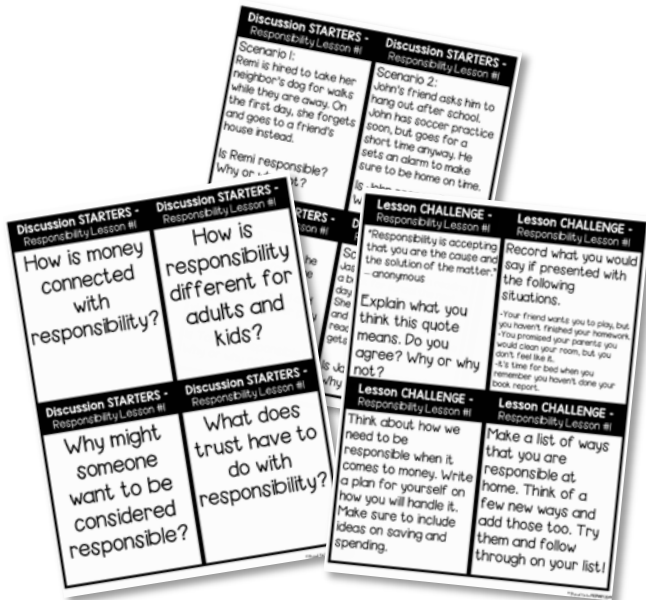 Discussion STARTERS -
Responsibility Lesson #1
Scenario 1:
Remi is hired to take her
neighbor's dog for walks
while they are away. On
the first day, she forgets
and goes to a friend's
house instead.
Is Remi responsible?
Why or
Discussion STARTERS -
Responsibility Lesson #1
Scenario 2:
John's friend asks him to
hang out after school.
John has soccer practice
soon, but goes for a
short time anyway. He
sets an alarm to make
sure to be home on time.
Is John
Discussion STARTERS -
Responsibility Lesson #1
How is money
connected
with
responsibility?
Discussion STARTERS -
Responsibility Lesson #1
How is
responsibility
different for
adults and
kids?
Discussion STARTERS -
Responsibility Lesson #1
Why might
someone
want to be
considered
responsible?
Discussion STARTERS -
Responsibility Lesson #1
What does
trust have to
do with
responsibility?
Lesson CHALLENGE -
Responsibility Lesson #1
"Responsibility is accepting
that you are the cause and
the solution of the matter."
- anonymous
Explain what you
think this quote
means. Do you
agree? Why or why
not?
Lesson CHALLENGE -
Responsibility Lesson #1
Record what you would
say if presented with
the following
situations.
-Your friend wants you to play, but
you haven't finished your homework.
-You promised your parents you
would clean your room, but you
don't feel like it.
-It's time for bed when you
remember you haven't done your
book report.
Lesson CHALLENGE -
Responsibility Lesson #1
Think about how we
need to be
responsible when it
comes to money. Write
a plan for yourself on
how you will handle it.
Make sure to include
ideas on saving and
spending.
Lesson CHALLENGE -
Responsibility Lesson #1
Make a list of ways
that you are
responsible at
home. Think of a
few new ways and
add those too. Try
them and follow
through on your list!